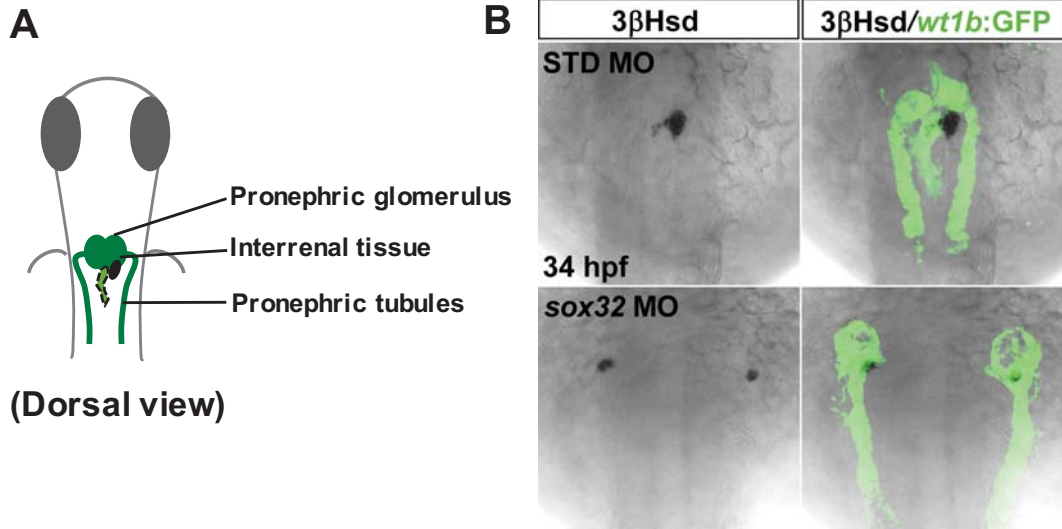 A
Pronephric glomerulus
Interrenal tissue
Pronephric tubules
(Dorsal view)
B
3βHsd
3βHsd/wt1b:GFP
STD MO
34 hpf
sox32 MO